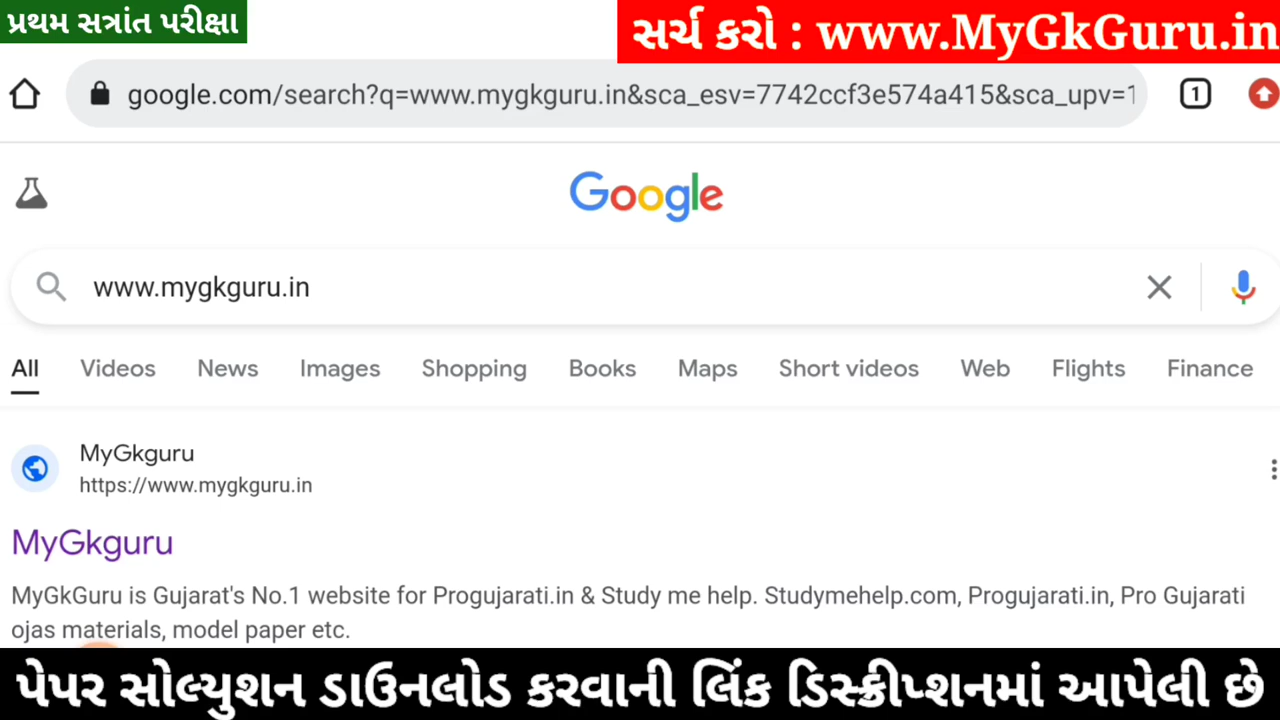 પ્રથમ સત્રાંત પરીક્ષા
સર્ચ કરો : www.MyGkGuru.in
google.com/search?q=www.mygkguru.in&sca_esv=7742ccf3e574a415&sca_upv=1
1
Google
www.mygkguru.in
All Videos News Images Shopping Books Maps Short videos Web Flights Finance
MyGkguru
https://www.mygkguru.in
MyGkguru
MyGkGuru is Gujarat's No.1 website for Progujarati.in & Study me help. Studymehelp.com, Progujarati.in, Pro Gujarati
ojas materials, model paper etc.
પેપર સોલ્યુશન ડાઉનલોડ કરવાની લિંક ડિસ્ક્રીપ્શનમાં આપેલી છે